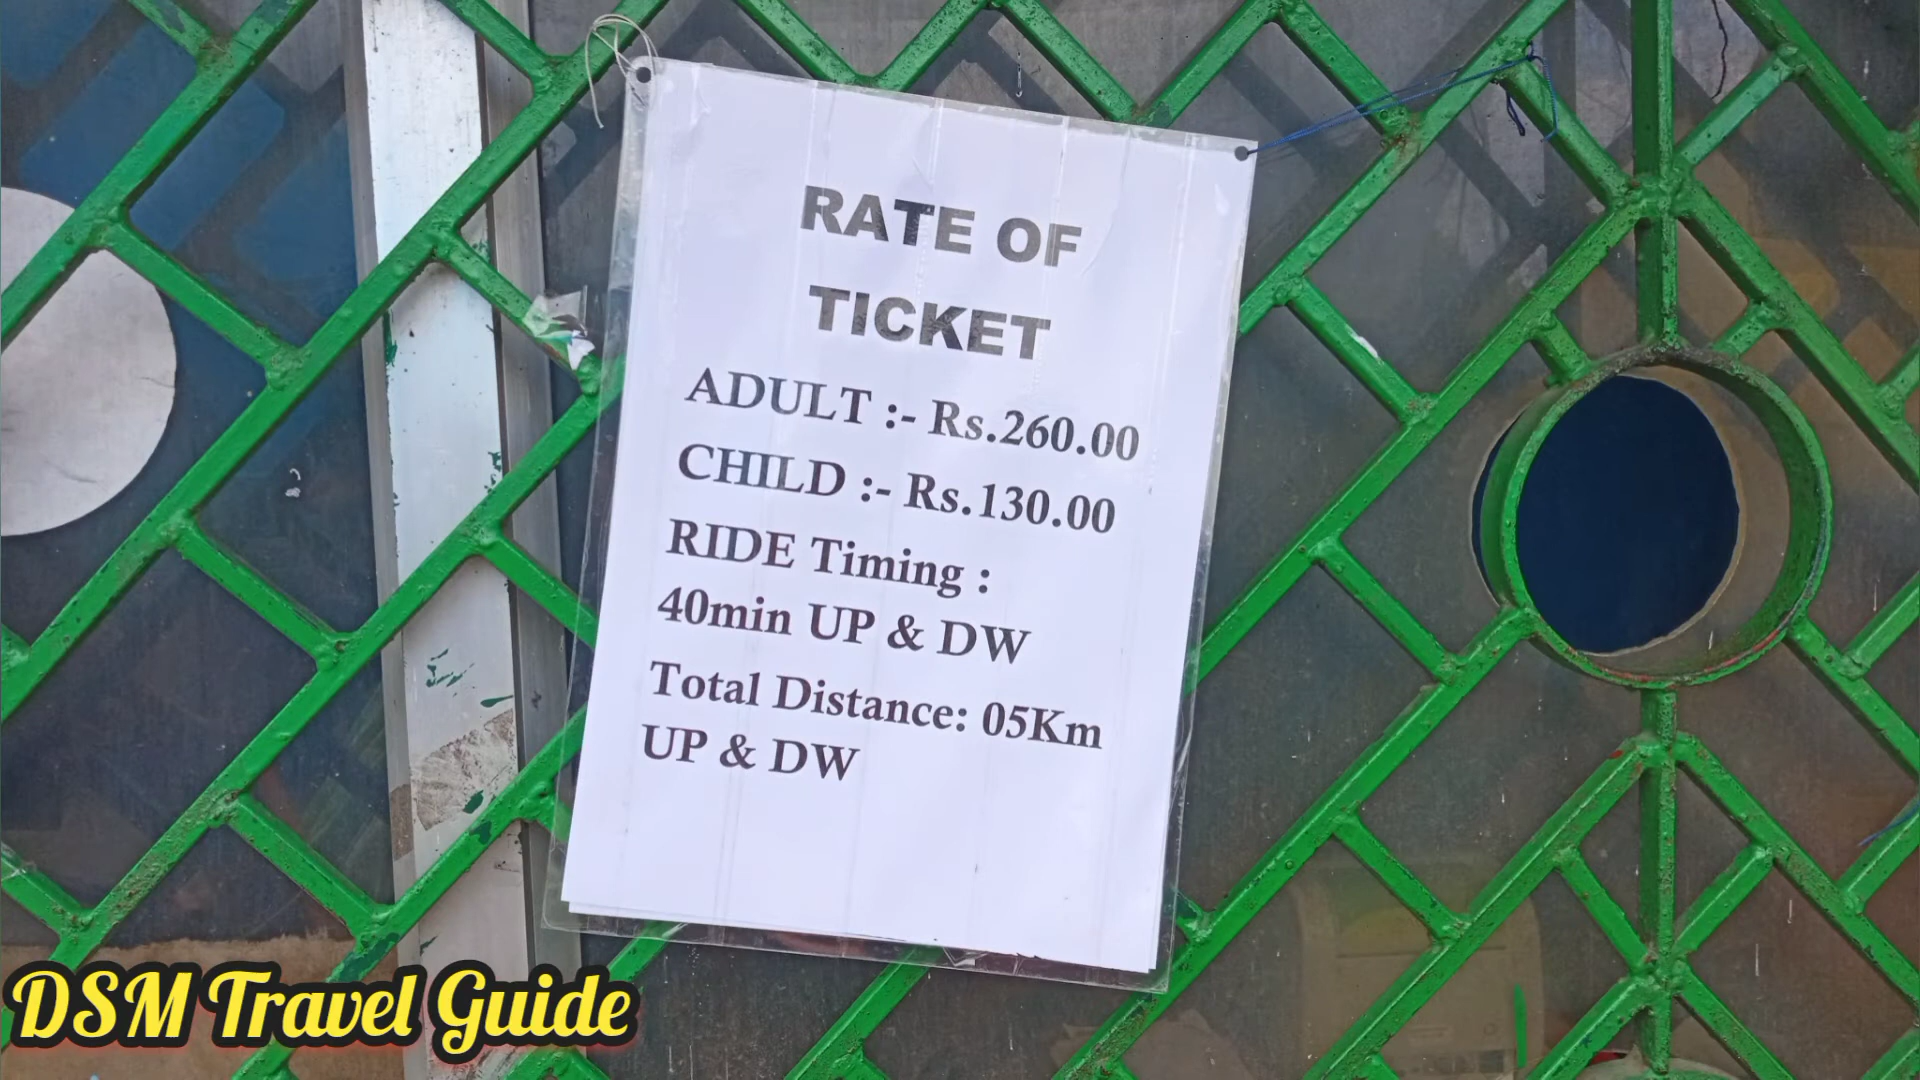 RATE OF
TICKET
ADULT :- Rs.260.00
CHILD :- Rs.130.00
RIDE Timing :
40min UP & DW
Total Distance: 05Km
UP & DW
DSM Travel Guide